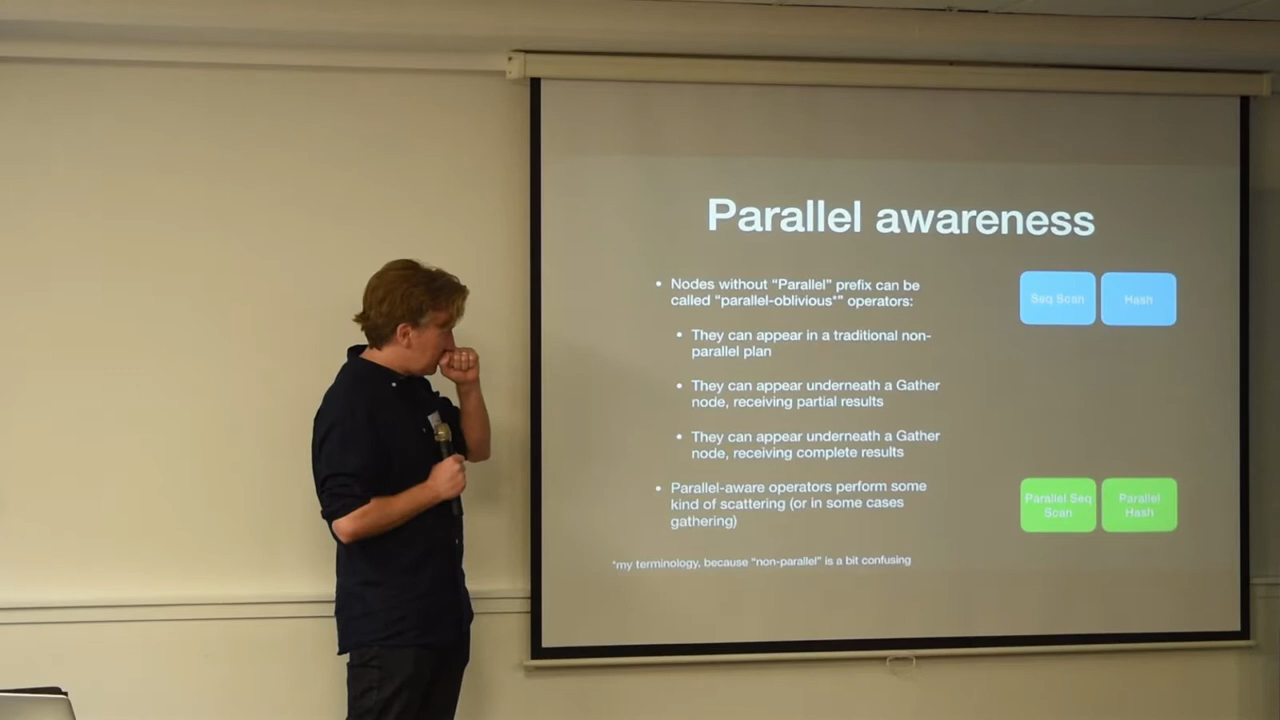 Parallel awareness
• Nodes without “Parallel” prefix can be
called “parallel-oblivious*” operators:
• They can appear in a traditional non-
parallel plan
• They can appear underneath a Gather
node, receiving partial results
• They can appear underneath a Gather
node, receiving complete results
• Parallel-aware operators perform some
kind of scattering (or in some cases
gathering)
*my terminology, because “non-parallel” is a bit confusing
Seq Scan
Hash
Parallel Seq
Scan
Parallel
Hash